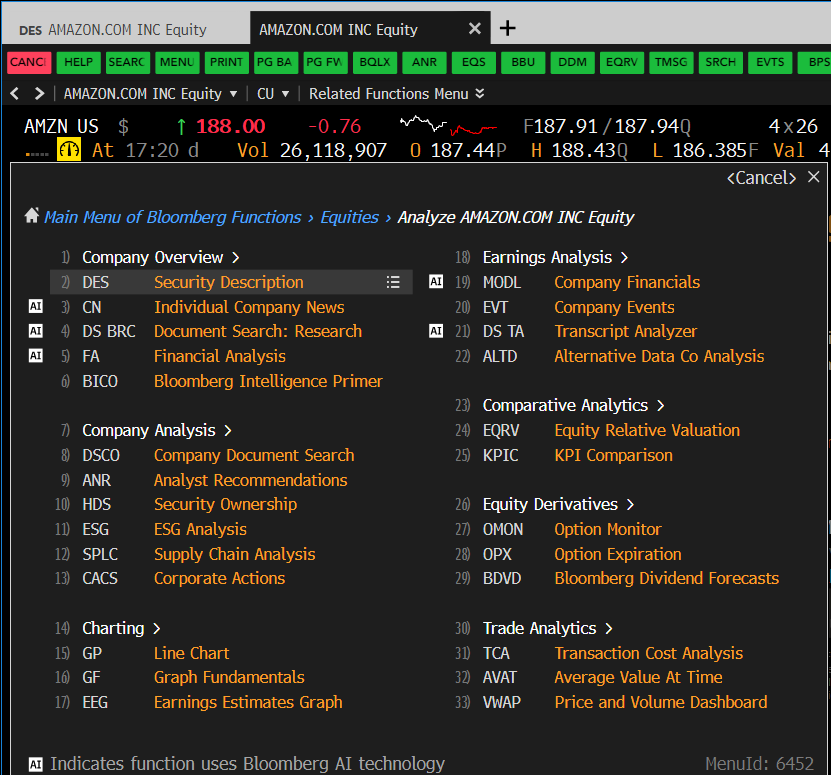 DES AMAZON.COM INC Equity
AMAZON.COM INC Equity
CANC HELP SEARC MENU PRINT PG BA PG FW BQLX ANR EQS BBU DDM EQRV TMSG SRCH EVTS BPS
AMAZON.COM INC Equity CU Related Functions Menu
AMZN US $ ↑ 188.00 -0.76 F187.91/187.94Q 4x26
At 17:20 d Vol 26,118,907 O 187.44P H 188.43Q L 186.385F Val 4
<Cancel> ×
Main Menu of Bloomberg Functions › Equities › Analyze AMAZON.COM INC Equity
1) Company Overview >
2) DES Security Description
AI 3) CN Individual Company News
AI 4) DS BRC Document Search: Research
AI 5) FA Financial Analysis
6) BICO Bloomberg Intelligence Primer
7) Company Analysis >
8) DSCO Company Document Search
9) ANR Analyst Recommendations
10) HDS Security Ownership
11) ESG ESG Analysis
12) SPLC Supply Chain Analysis
13) CACS Corporate Actions
14) Charting >
15) GP Line Chart
16) GF Graph Fundamentals
17) EEG Earnings Estimates Graph
18) Earnings Analysis >
AI 19) MODL Company Financials
20) EVT Company Events
AI 21) DS TA Transcript Analyzer
22) ALTD Alternative Data Co Analysis
23) Comparative Analytics >
24) EQRV Equity Relative Valuation
25) KPIC KPI Comparison
26) Equity Derivatives >
27) OMON Option Monitor
28) OPX Option Expiration
29) BDVD Bloomberg Dividend Forecasts
30) Trade Analytics >
31) TCA Transaction Cost Analysis
32) AVAT Average Value At Time
33) VWAP Price and Volume Dashboard
AI Indicates function uses Bloomberg AI technology
MenuId: 6452